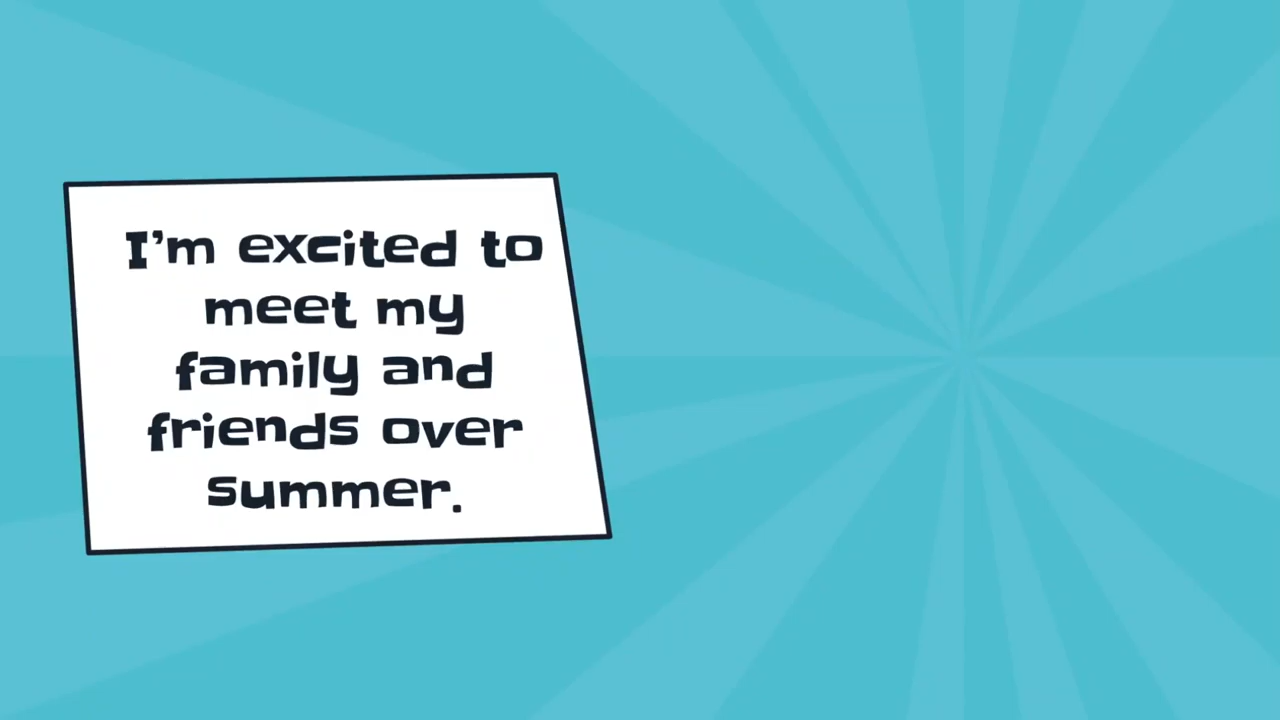 I'm excited to
meet my
family and
friends over
summer.